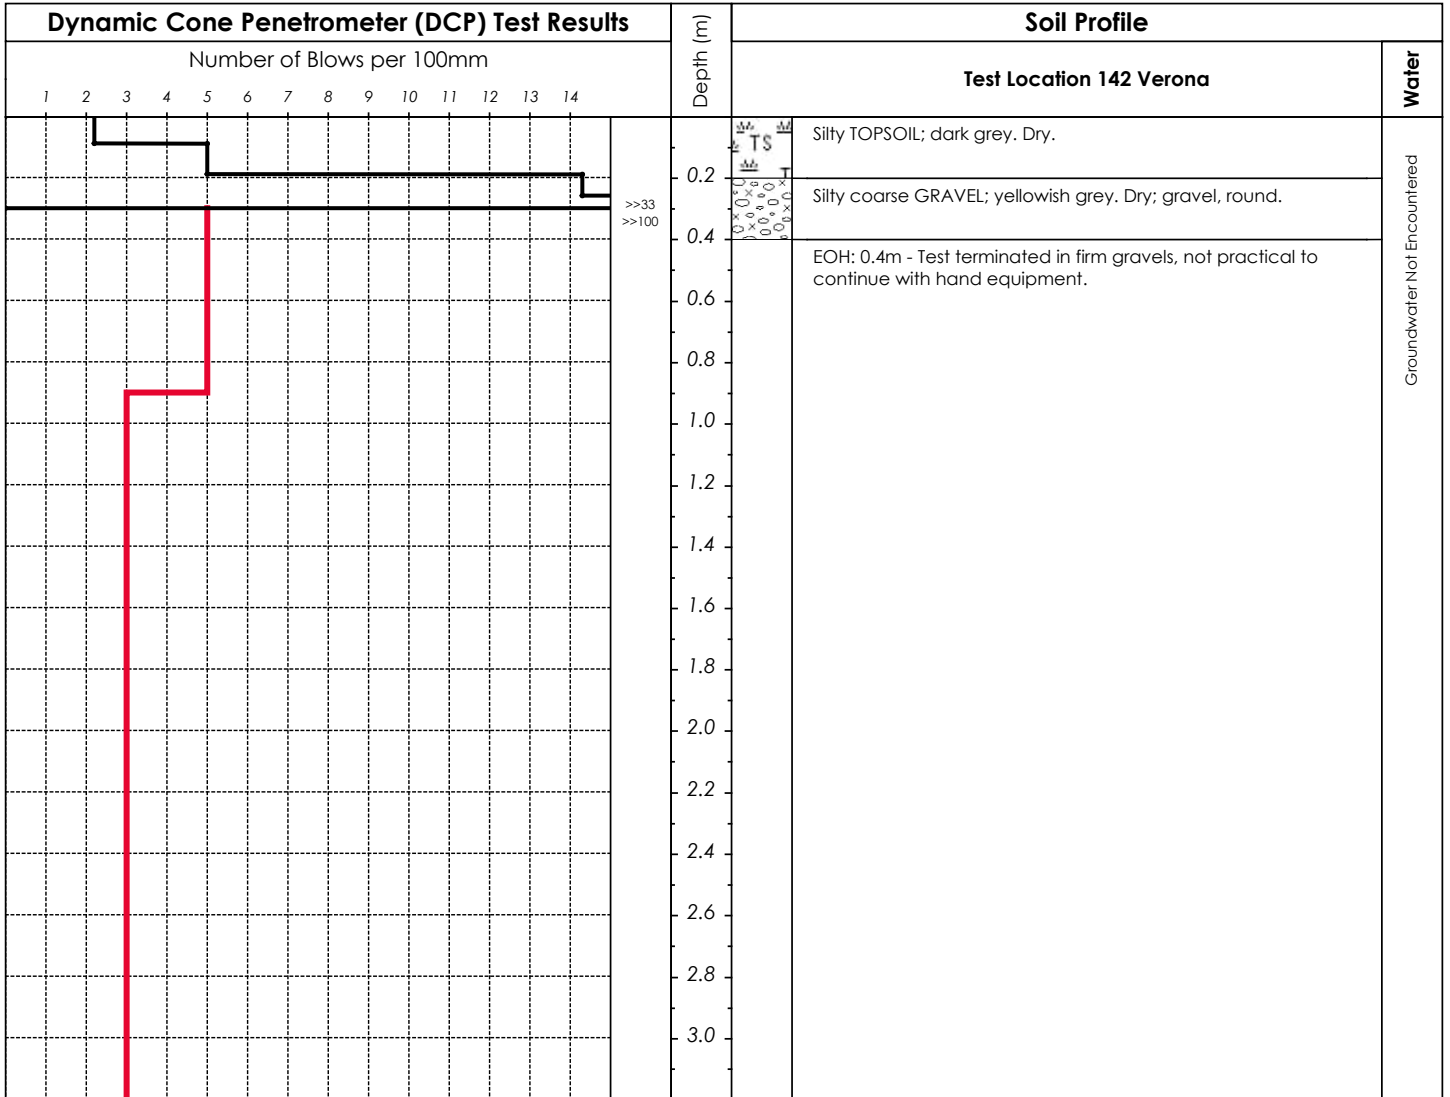 Dynamic Cone Penetrometer (DCP) Test Results
Number of Blows per 100mm
1 2 3 4 5 6 7 8 9 10 11 12 13 14
Depth (m)
Soil Profile
Test Location 142 Verona
Water
TS
T
Silty TOPSOIL; dark grey. Dry.
0.2
Silty coarse GRAVEL; yellowish grey. Dry; gravel, round.
>>33
>>100
0.4
EOH: 0.4m - Test terminated in firm gravels, not practical to
continue with hand equipment.
Groundwater Not Encountered
0.6
0.8
1.0
1.2
1.4
1.6
1.8
2.0
2.2
2.4
2.6
2.8
3.0